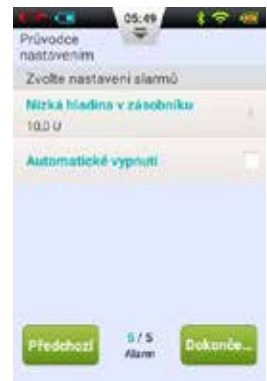 05:49
Průvodce
nastavením
Zvolte nastavení alarmů
Nízká hladina v zásobníku
10,0 U
Automatické vypnutí
Předchozí
5 / 5
Alarm
Dokonče...